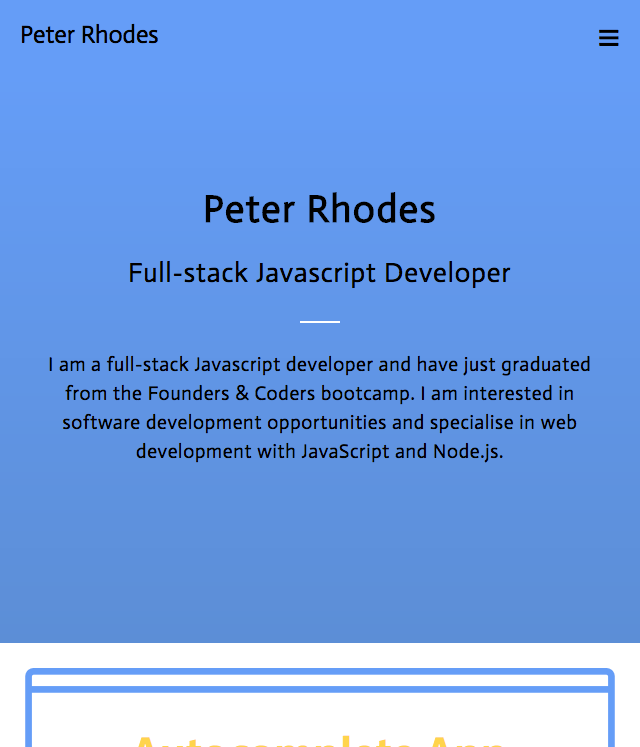 Peter Rhodes
Peter Rhodes
Full-stack Javascript Developer
I am a full-stack Javascript developer and have just graduated
from the Founders & Coders bootcamp. I am interested in
software development opportunities and specialise in web
development with JavaScript and Node.js.
Autocomplete App